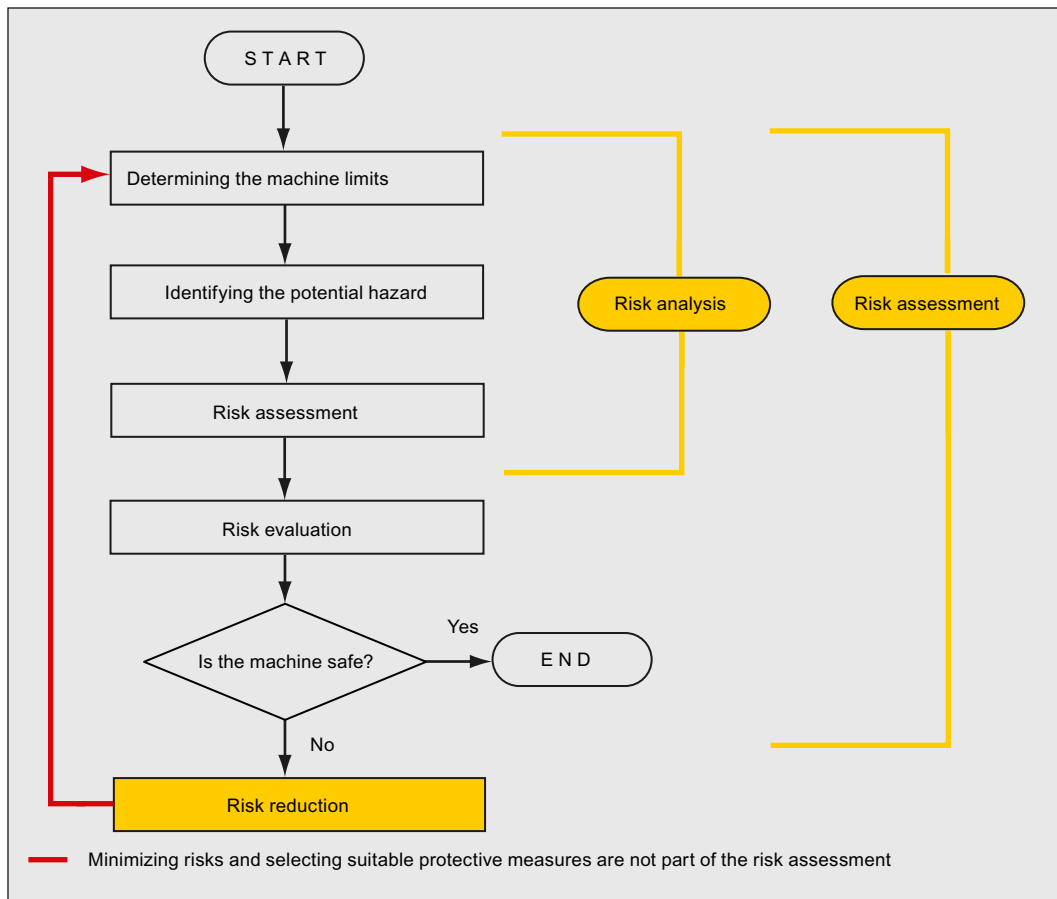 S T A R T
Determining the machine limits
Identifying the potential hazard
Risk analysis
Risk assessment
Risk assessment
Risk evaluation
Is the machine safe?
Yes
E N D
No
Risk reduction
Minimizing risks and selecting suitable protective measures are not part of the risk assessment